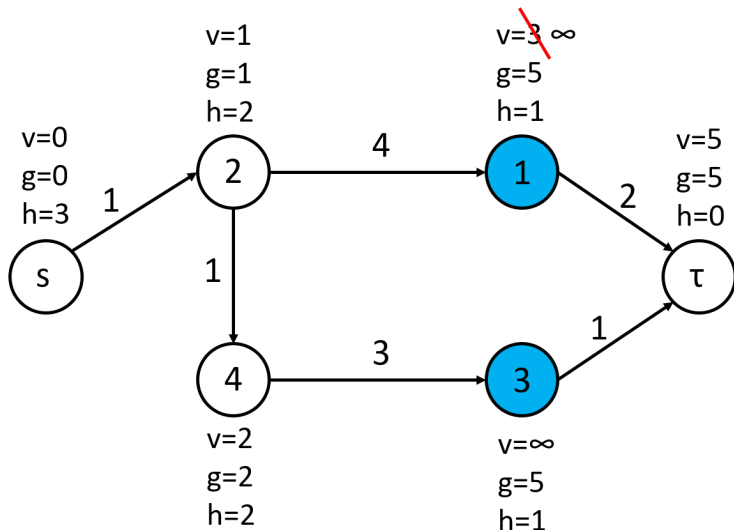 v=1
g=1
h=2
v=3 ∞
g=5
h=1
v=0
g=0
h=3
v=5
g=5
h=0
1
2
4
1
2
s
1
τ
1
4
3
3
1
v=2
g=2
h=2
v=∞
g=5
h=1